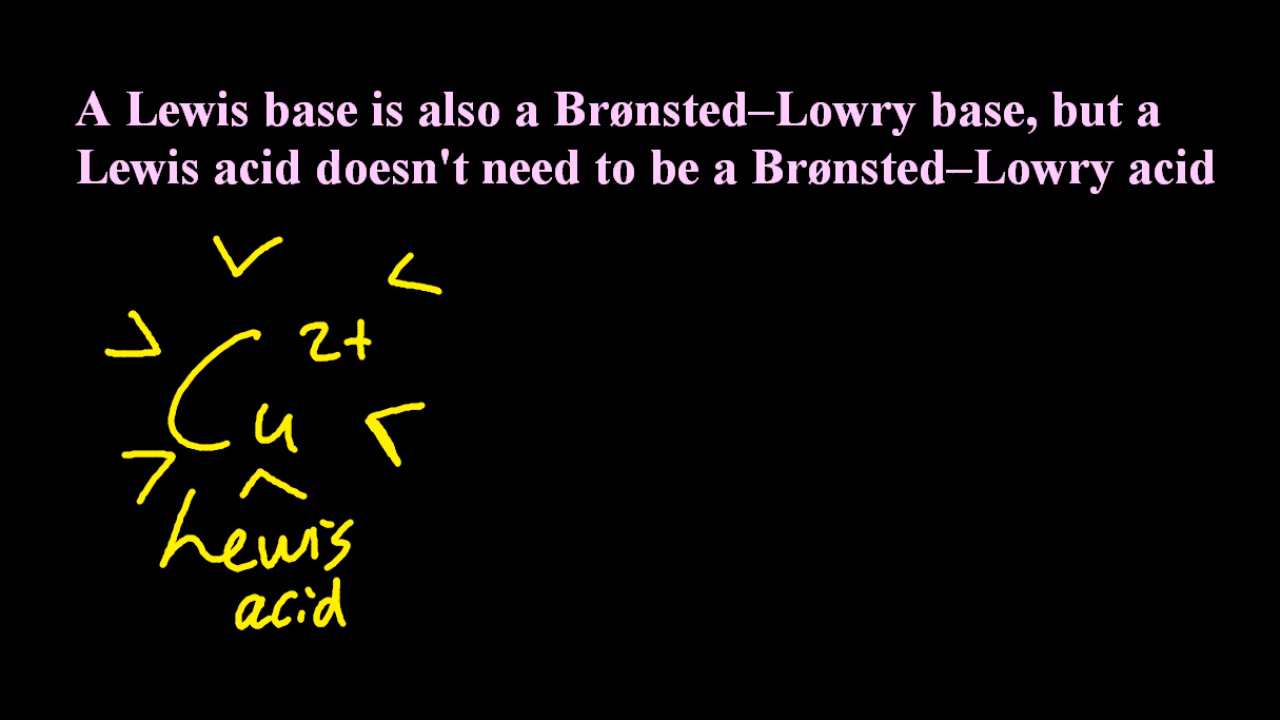 A Lewis base is also a Brønsted–Lowry base, but a
Lewis acid doesn't need to be a Brønsted–Lowry acid
Cu 2+
Lewis
acid